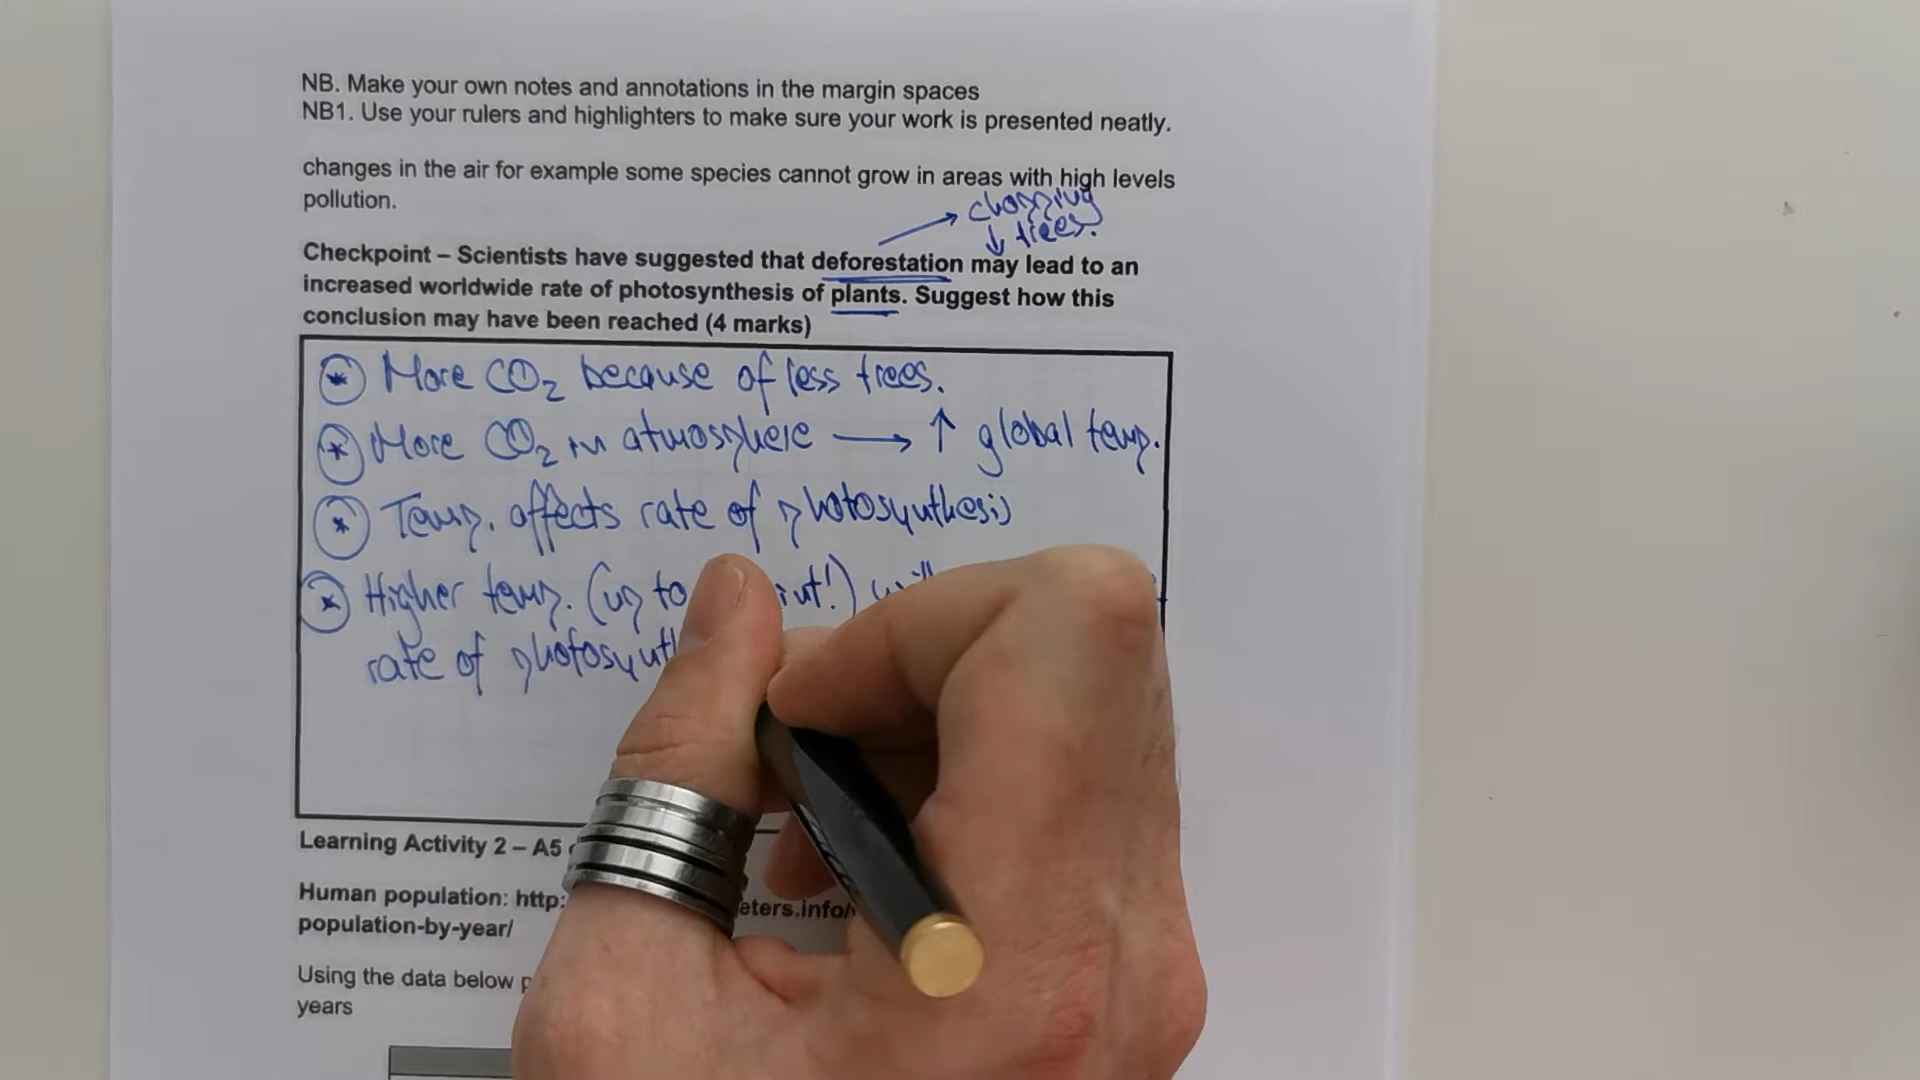 NB. Make your own notes and annotations in the margin spaces
NB1. Use your rulers and highlighters to make sure your work is presented neatly.
changes in the air for example some species cannot grow in areas with high levels
pollution.
chopping
↓ trees.
Checkpoint – Scientists have suggested that deforestation may lead to an
increased worldwide rate of photosynthesis of plants. Suggest how this
conclusion may have been reached (4 marks)
* More CO2 because of less trees.
* More CO2 in atmosphere → ↑ global temp.
* Temp. affects rate of photosynthesis
* Higher temp. (up to
rate of
Learning Activity 2 – A5
Human population: http:
population-by-year/
Using the data below
years